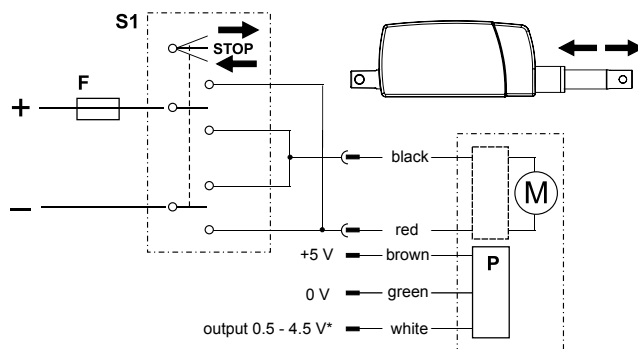 S1
STOP
F
+
–
black
M
red
+5 V
brown
P
0 V
green
output 0.5 - 4.5 V*
white